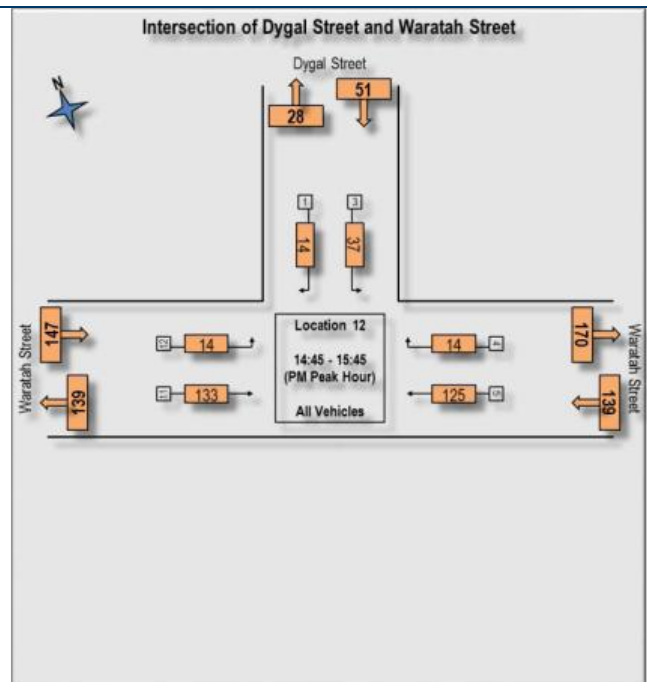 Intersection of Dygal Street and Waratah Street
N
Dygal Street
28
51
1
3
14
37
Waratah Street
147
139
12
14
11
133
Location 12
14:45 - 15:45
(PM Peak Hour)
All Vehicles
14
4
125
5
170
139
Waratah Street